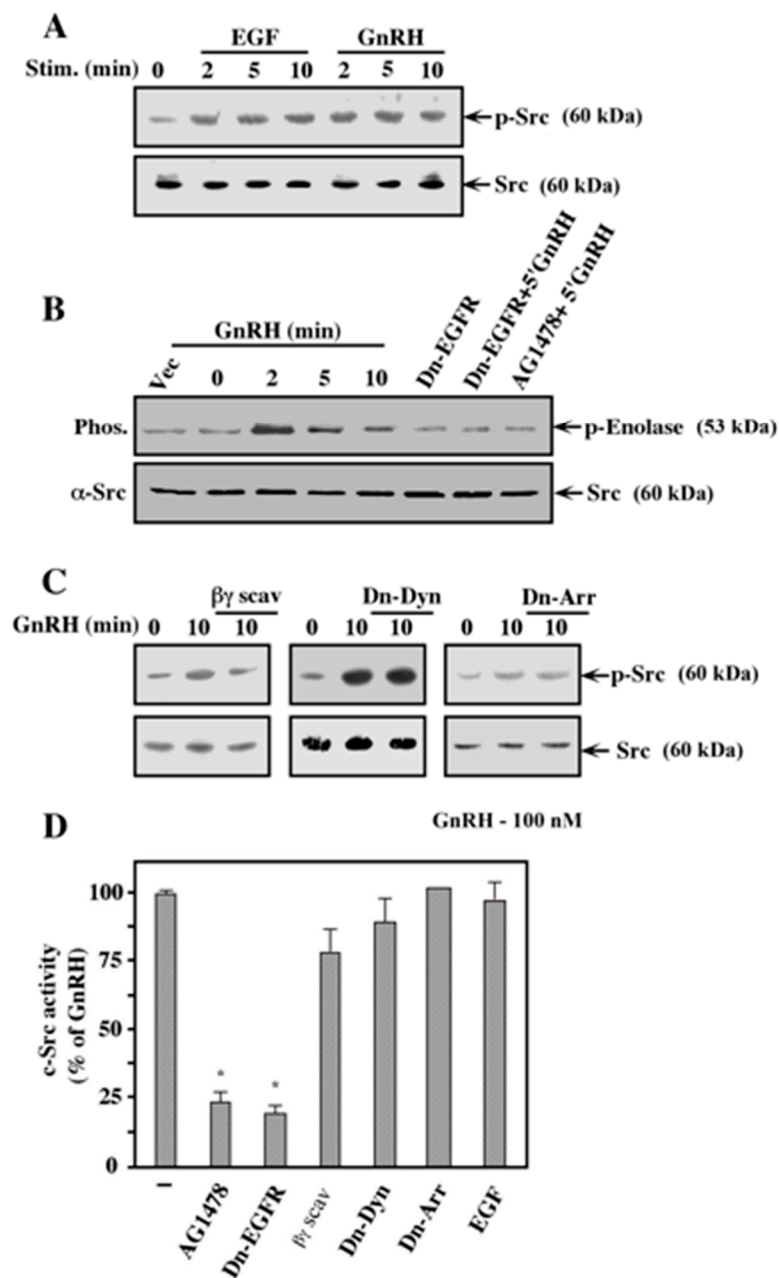 A
EGF GnRH
Stim. (min) 0 2 5 10 2 5 10
p-Src (60 kDa)
Src (60 kDa)
B
GnRH (min)
Vec 0 2 5 10 Dn-EGFR Dn-EGFR+5'GnRH AG1478+ 5'GnRH
Phos. p-Enolase (53 kDa)
α-Src Src (60 kDa)
C
βγ scav Dn-Dyn Dn-Arr
GnRH (min) 0 10 10 0 10 10 0 10 10
p-Src (60 kDa)
Src (60 kDa)
D
GnRH - 100 nM
c-Src activity
(% of GnRH)
100
75
50
25
0
* *
– AG1478 Dn-EGFR βγ scav Dn-Dyn Dn-Arr EGF